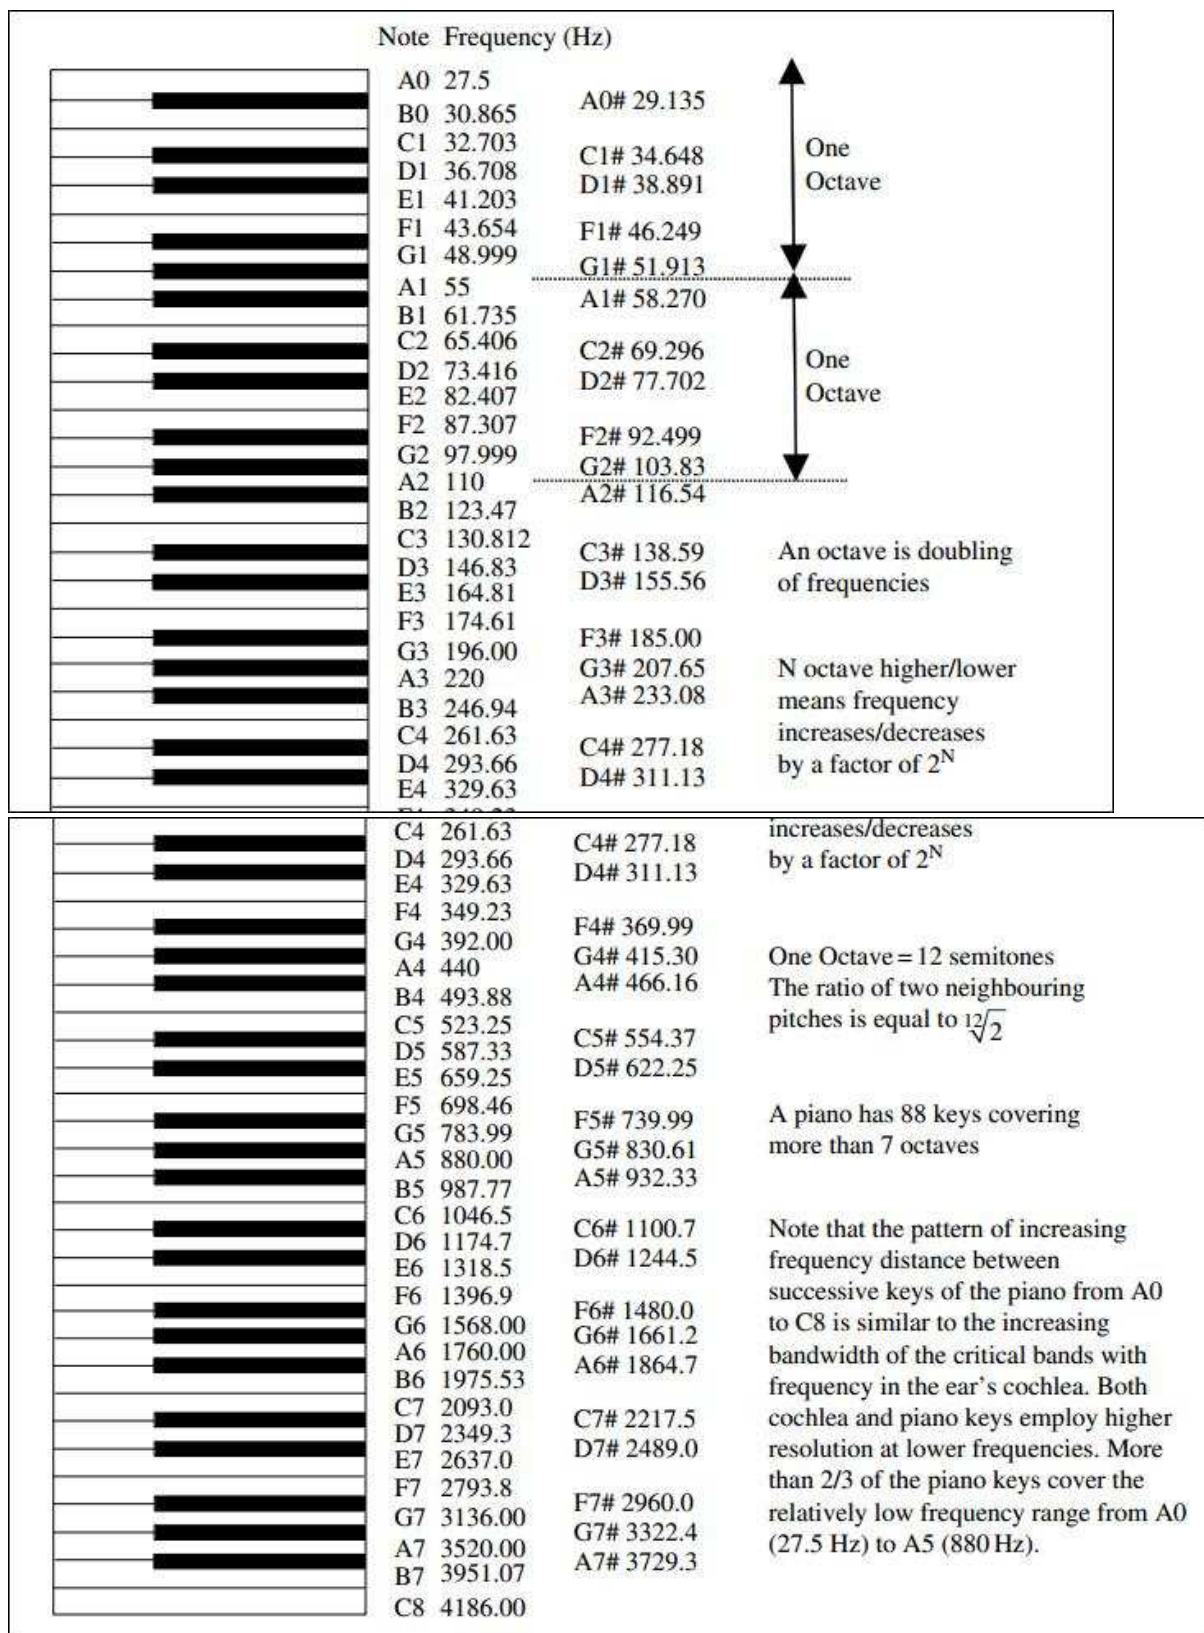 Note Frequency (Hz)
A0 27.5
A0# 29.135
B0 30.865
C1 32.703
C1# 34.648
D1 36.708
D1# 38.891
E1 41.203
F1 43.654
F1# 46.249
G1 48.999
G1# 51.913
A1 55
A1# 58.270
B1 61.735
C2 65.406
C2# 69.296
D2 73.416
D2# 77.702
E2 82.407
F2 87.307
F2# 92.499
G2 97.999
G2# 103.83
A2 110
A2# 116.54
B2 123.47
C3 130.812
C3# 138.59
D3 146.83
D3# 155.56
E3 164.81
F3 174.61
F3# 185.00
G3 196.00
G3# 207.65
A3 220
A3# 233.08
B3 246.94
C4 261.63
C4# 277.18
D4 293.66
D4# 311.13
E4 329.63
One
Octave
One
Octave
An octave is doubling
of frequencies
N octave higher/lower
means frequency
increases/decreases
by a factor of 2^N
C4 261.63
C4# 277.18
D4 293.66
D4# 311.13
E4 329.63
F4 349.23
F4# 369.99
G4 392.00
G4# 415.30
A4 440
A4# 466.16
B4 493.88
C5 523.25
C5# 554.37
D5 587.33
D5# 622.25
E5 659.25
F5 698.46
F5# 739.99
G5 783.99
G5# 830.61
A5 880.00
A5# 932.33
B5 987.77
C6 1046.5
C6# 1100.7
D6 1174.7
D6# 1244.5
E6 1318.5
F6 1396.9
F6# 1480.0
G6 1568.00
G6# 1661.2
A6 1760.00
A6# 1864.7
B6 1975.53
C7 2093.0
C7# 2217.5
D7 2349.3
D7# 2489.0
E7 2637.0
F7 2793.8
F7# 2960.0
G7 3136.00
G7# 3322.4
A7 3520.00
A7# 3729.3
B7 3951.07
C8 4186.00
increases/decreases
by a factor of 2^N
One Octave = 12 semitones
The ratio of two neighbouring
pitches is equal to ¹²√2
A piano has 88 keys covering
more than 7 octaves
Note that the pattern of increasing
frequency distance between
successive keys of the piano from A0
to C8 is similar to the increasing
bandwidth of the critical bands with
frequency in the ear's cochlea. Both
cochlea and piano keys employ higher
resolution at lower frequencies. More
than 2/3 of the piano keys cover the
relatively low frequency range from A0
(27.5 Hz) to A5 (880 Hz).